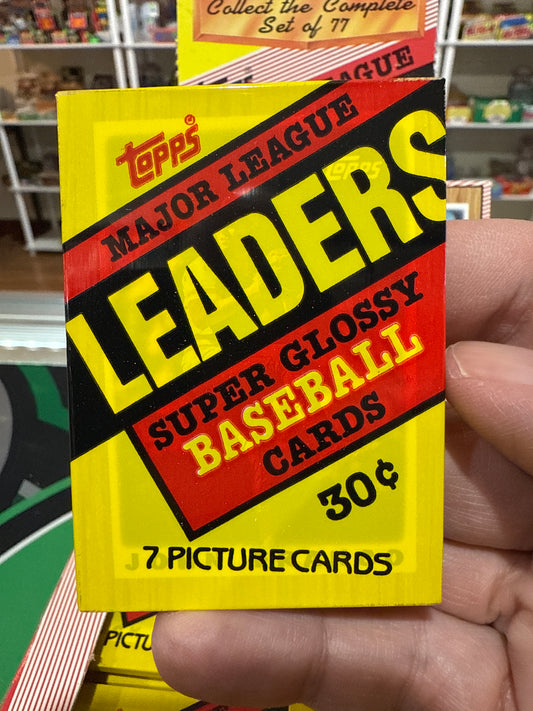 Collect the Complete
Set of 77
LEAGUE
Topps
MAJOR LEAGUE
Topps
LEADERS
SUPER GLOSSY
BASEBALL
CARDS
30¢
7 PICTURE CARDS
PICTU